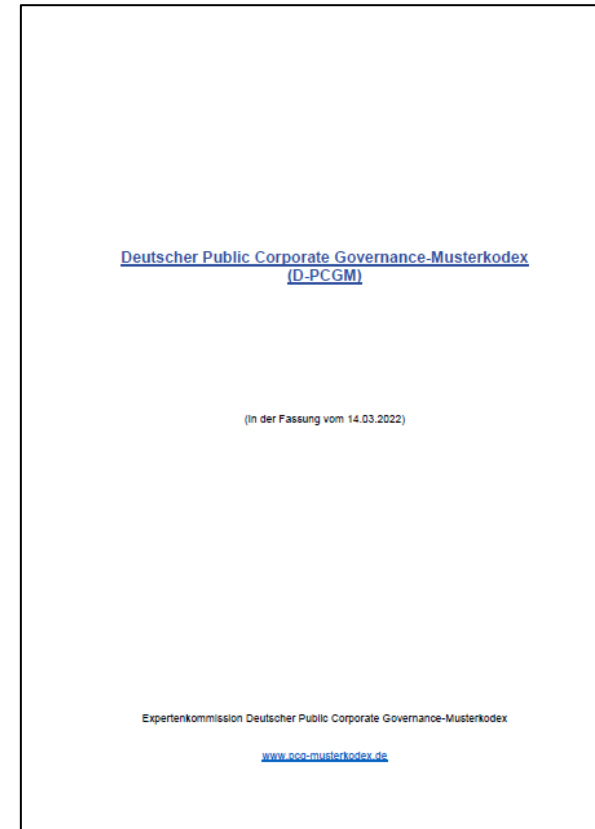 Deutscher Public Corporate Governance-Musterkodex
(D-PCGM)
(In der Fassung vom 14.03.2022)
Expertenkommission Deutscher Public Corporate Governance-Musterkodex
www.pcg-musterkodex.de